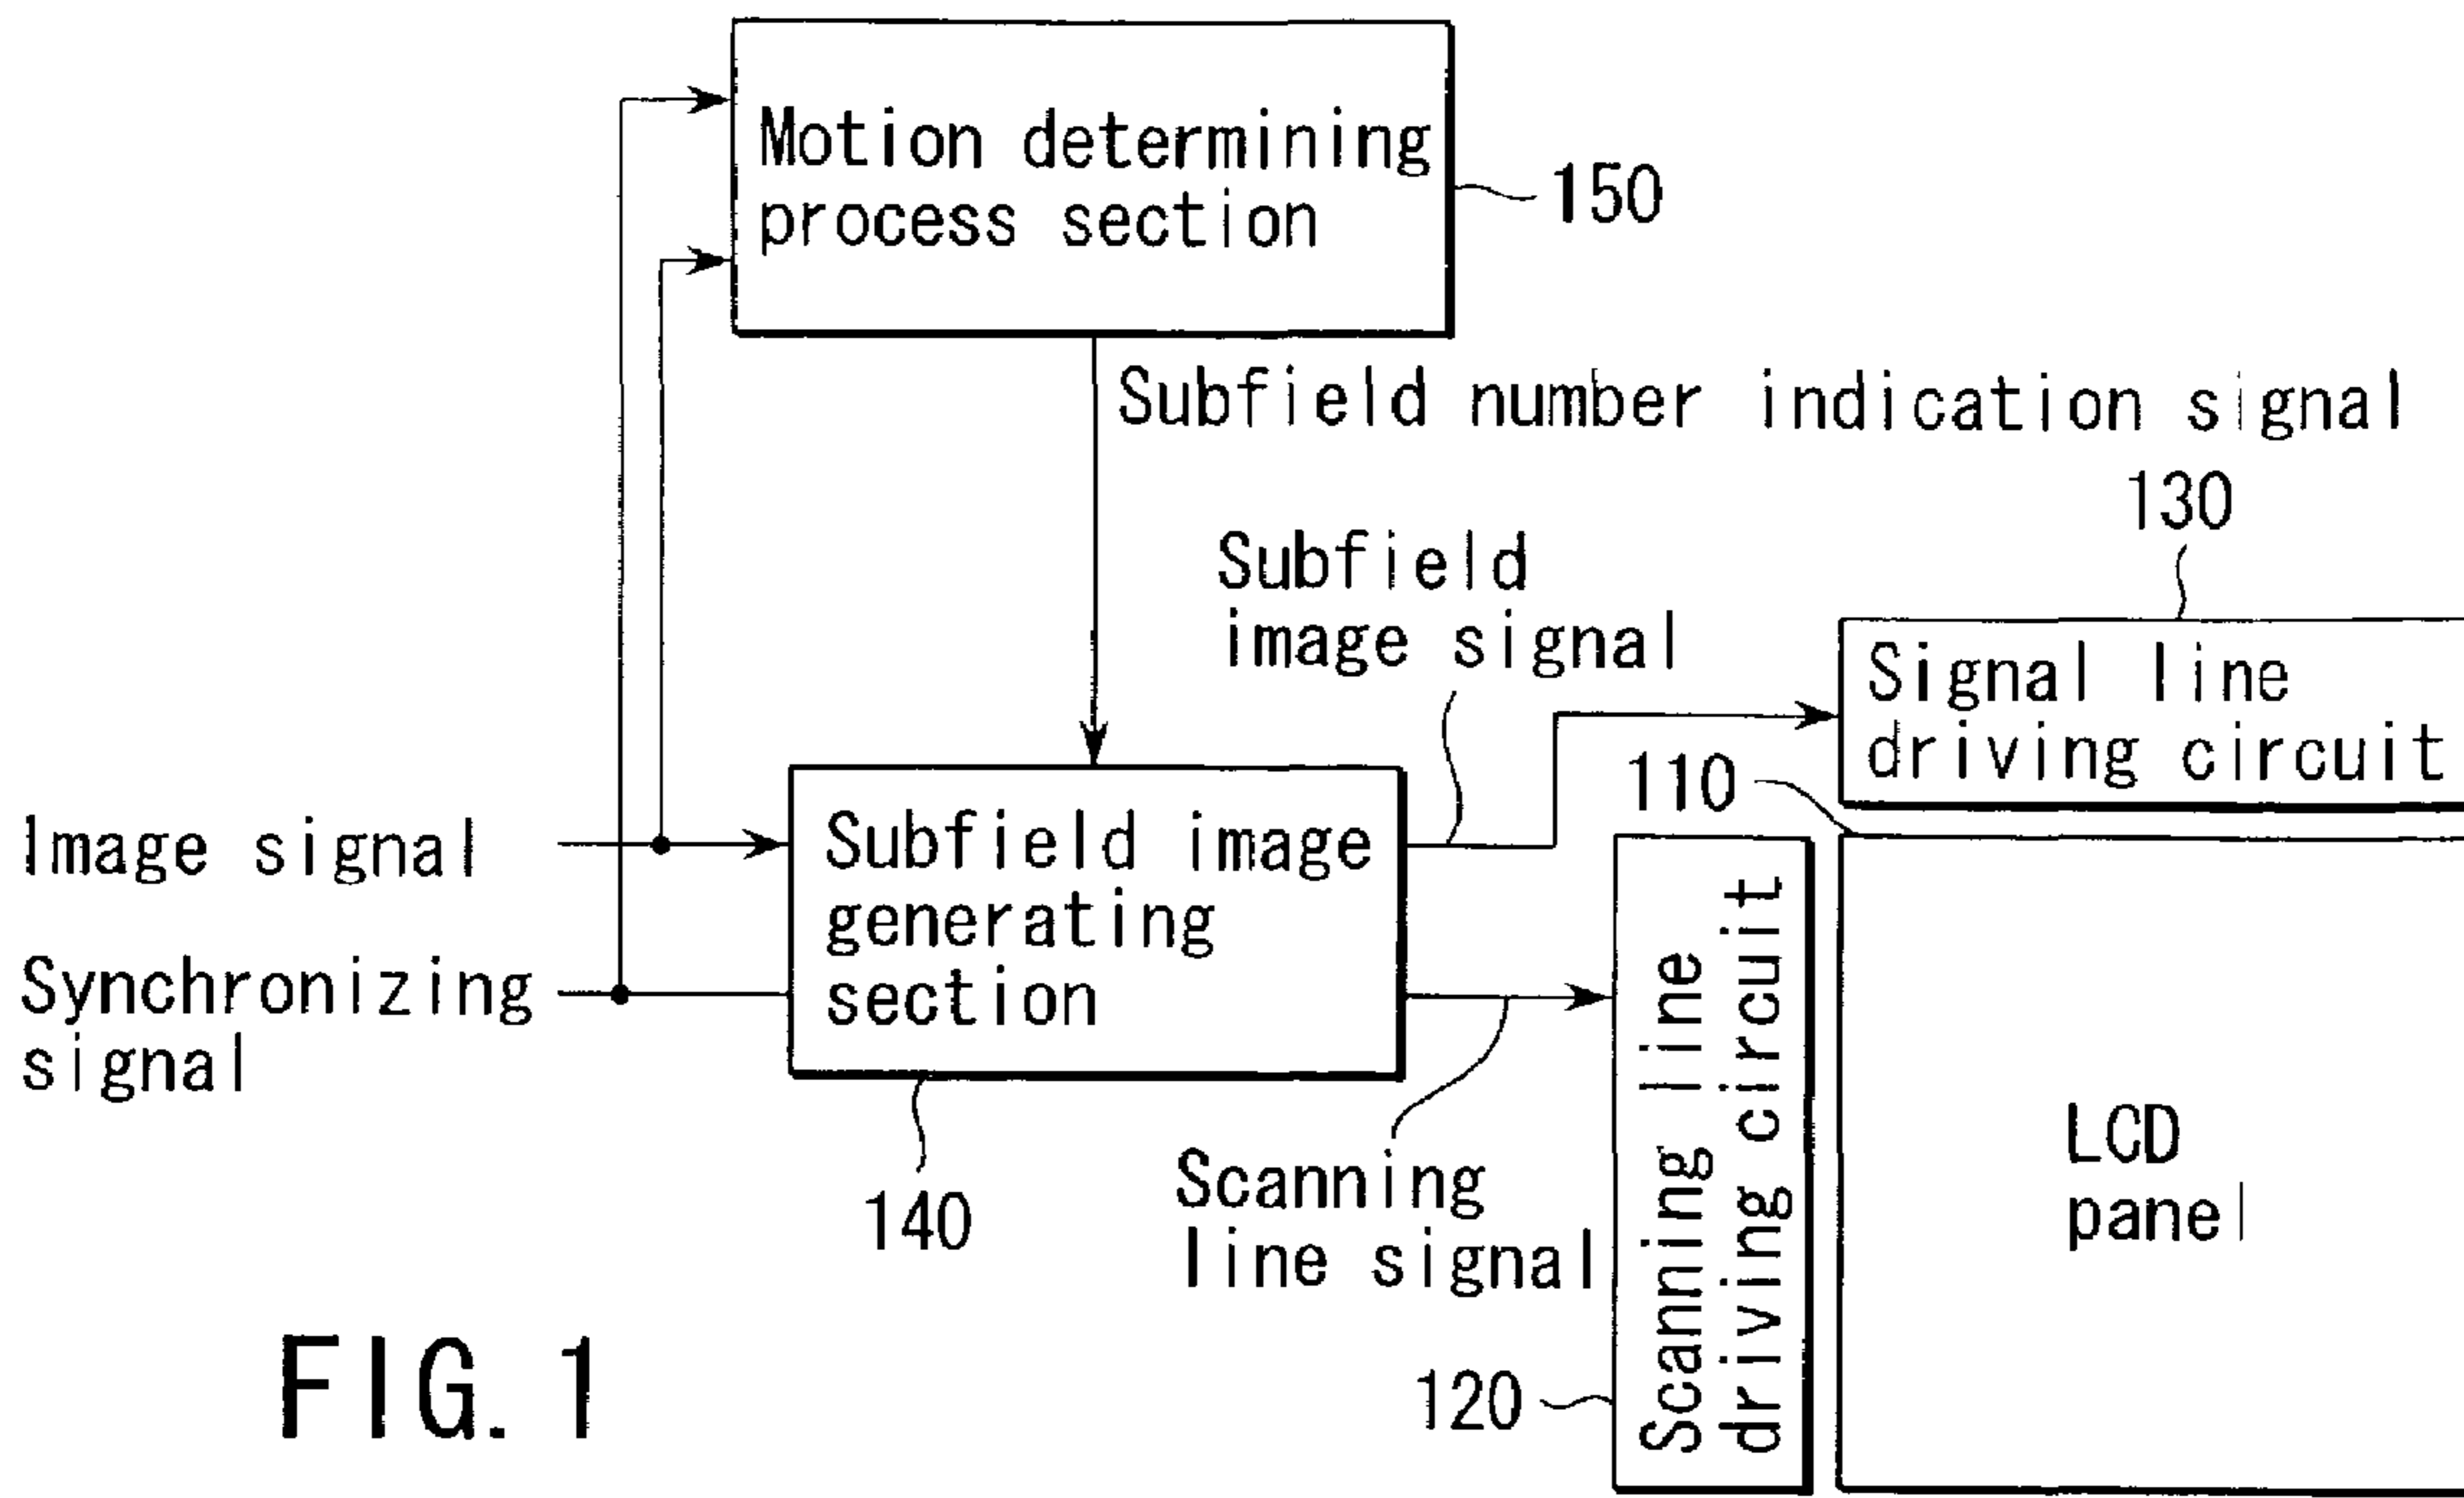 Motion determining
process section
150
Subfield number indication signal
130
Subfield
image signal
Signal line
driving circuit
110
Image signal
Subfield image
generating
section
Synchronizing
signal
Scanning line
driving circuit
LCD
panel
140
Scanning
line signal
120
FIG. 1